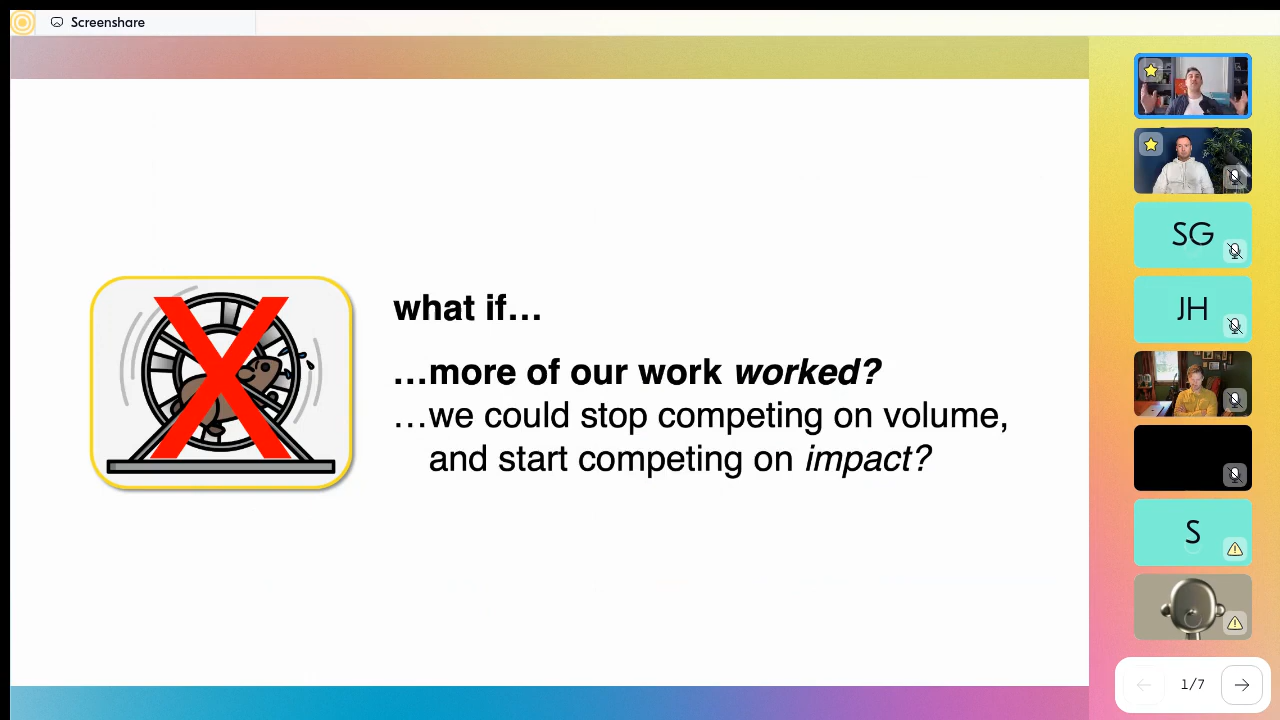 Screenshare
what if…
…more of our work worked?
…we could stop competing on volume,
and start competing on impact?
SG
JH
S
1/7